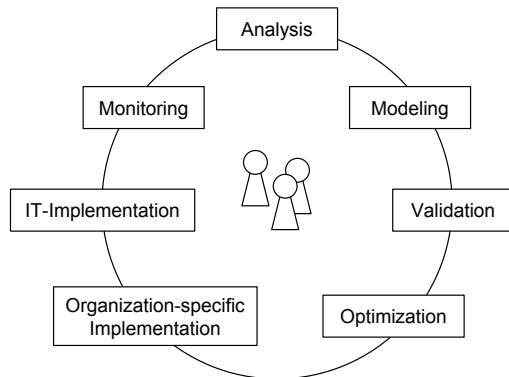 Analysis
Monitoring
Modeling
IT-Implementation
Validation
Organization-specific
Implementation
Optimization